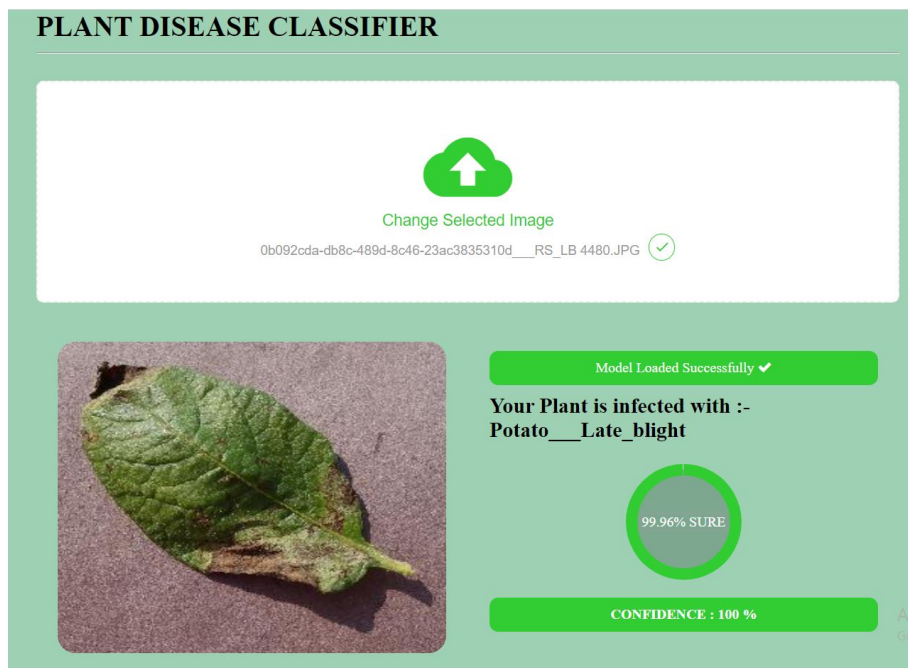 PLANT DISEASE CLASSIFIER
Change Selected Image
0b092cda-db8c-489d-8c46-23ac3835310d___RS_LB 4480.JPG
Model Loaded Successfully
Your Plant is infected with :-
Potato___Late_blight
99.96% SURE
CONFIDENCE : 100 %